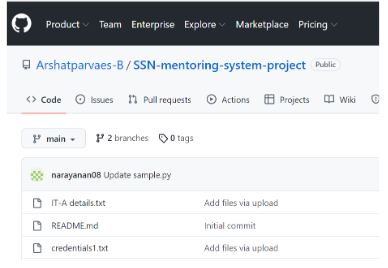 Product Team Enterprise Explore Marketplace Pricing
Arshatparvaes-B / SSN-mentoring-system-project Public
Code Issues Pull requests Actions Projects Wiki
main 2 branches 0 tags
narayanan08 Update sample.py
IT-A details.txt Add files via upload
README.md Initial commit
credentials1.txt Add files via upload